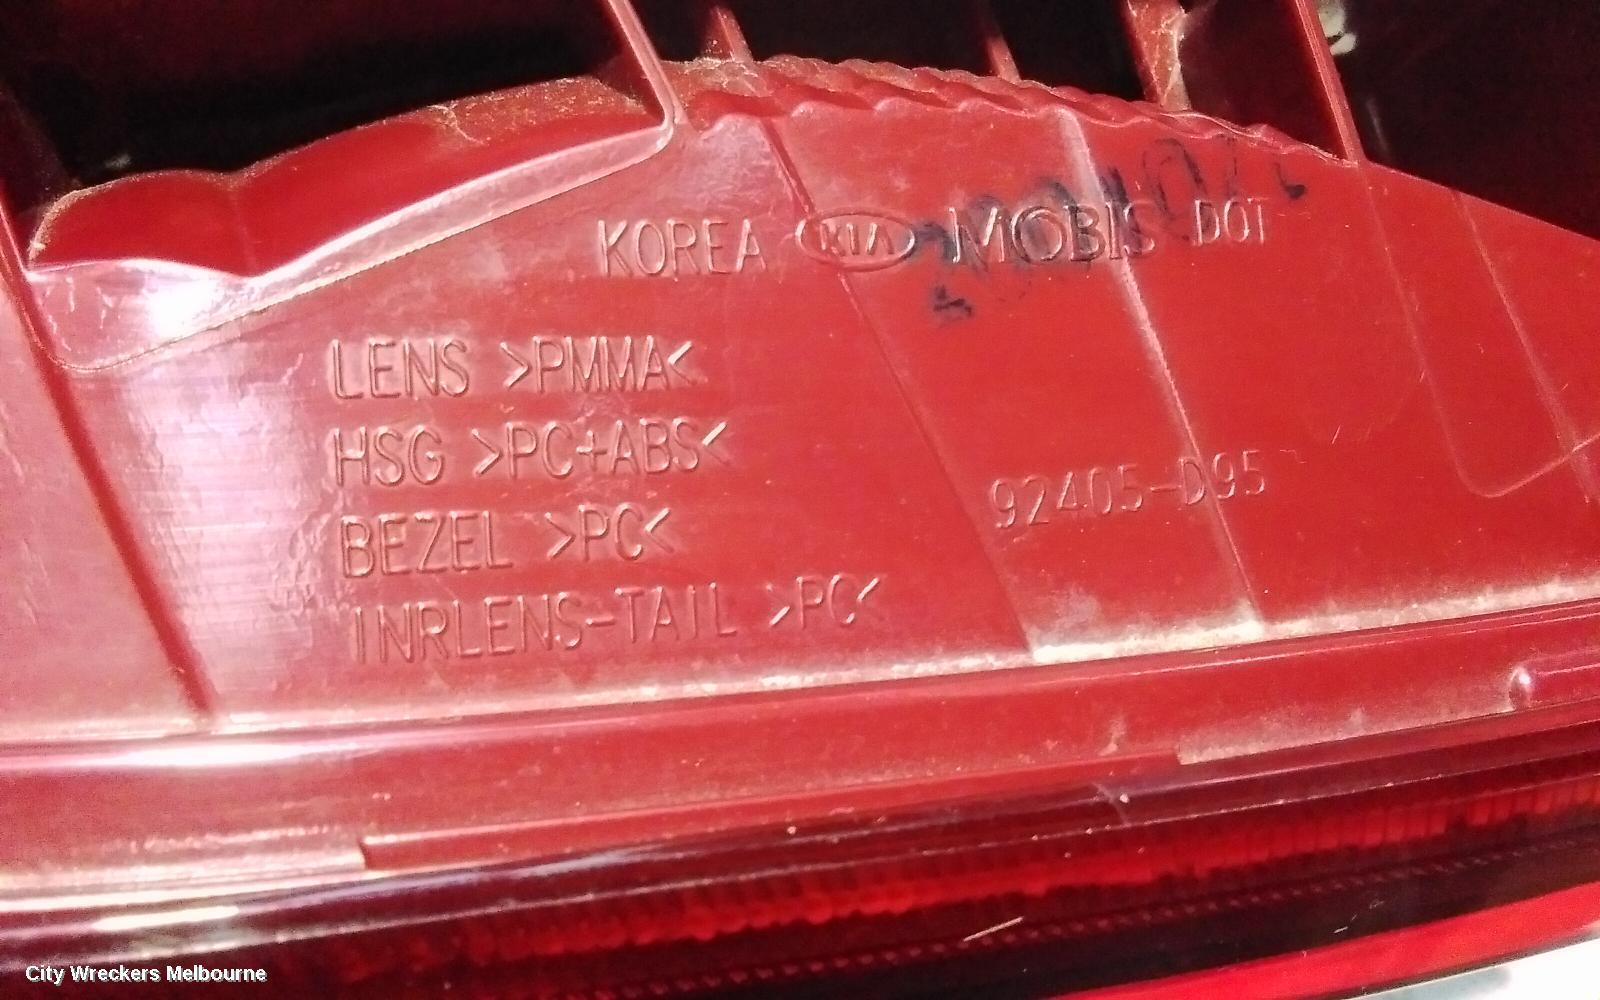 KOREA KIA MOBIS DOT
LENS >PMMA<
HSG >PC+ABS<
92405-D95
BEZEL >PC<
INRLENS-TAIL >PC<
City Wreckers Melbourne